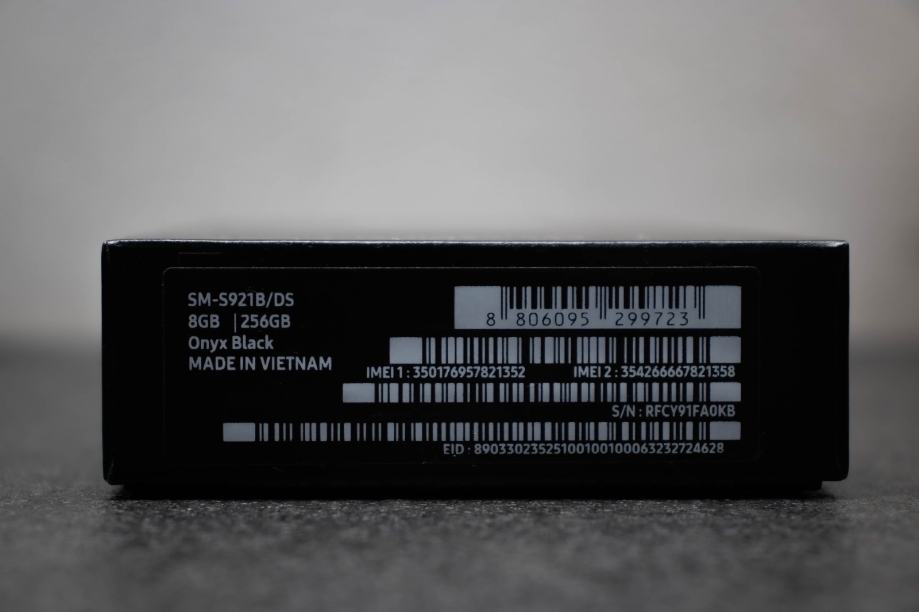 SM-S921B/DS
8GB | 256GB
Onyx Black
MADE IN VIETNAM
8 806095 299723
IMEI 1 : 350176957821352 IMEI 2 : 354266667821358
S/N : RFCY91FA0KB
EID : 89033023525100100100063232724628